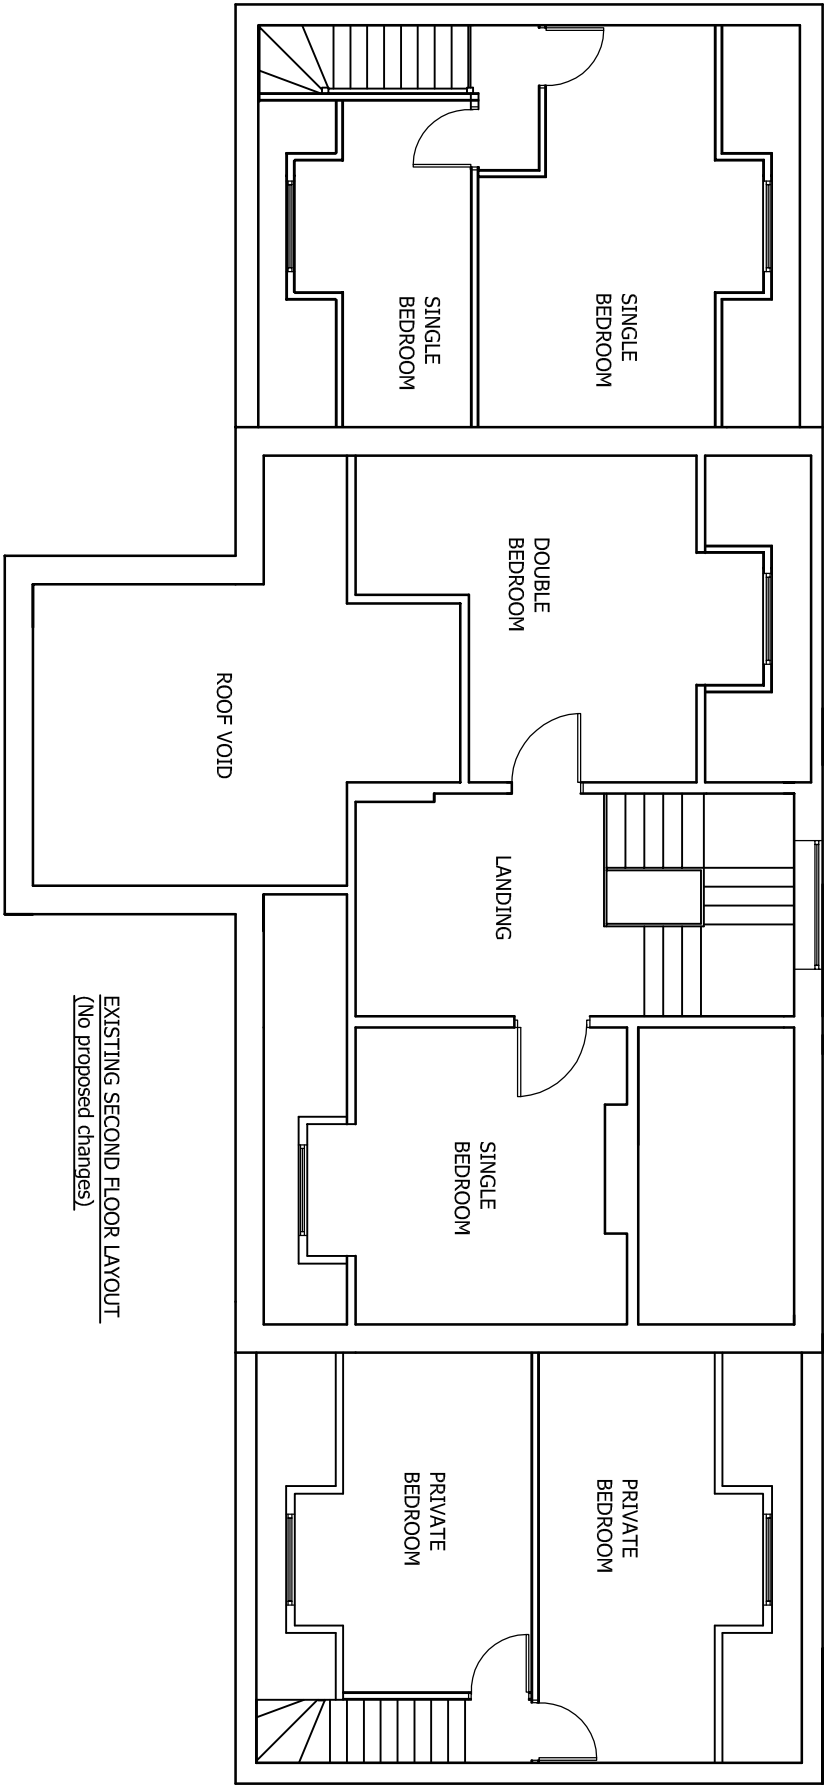 SINGLE
BEDROOM
SINGLE
BEDROOM
DOUBLE
BEDROOM
ROOF VOID
LANDING
SINGLE
BEDROOM
PRIVATE
BEDROOM
PRIVATE
BEDROOM
EXISTING SECOND FLOOR LAYOUT
(No proposed changes)